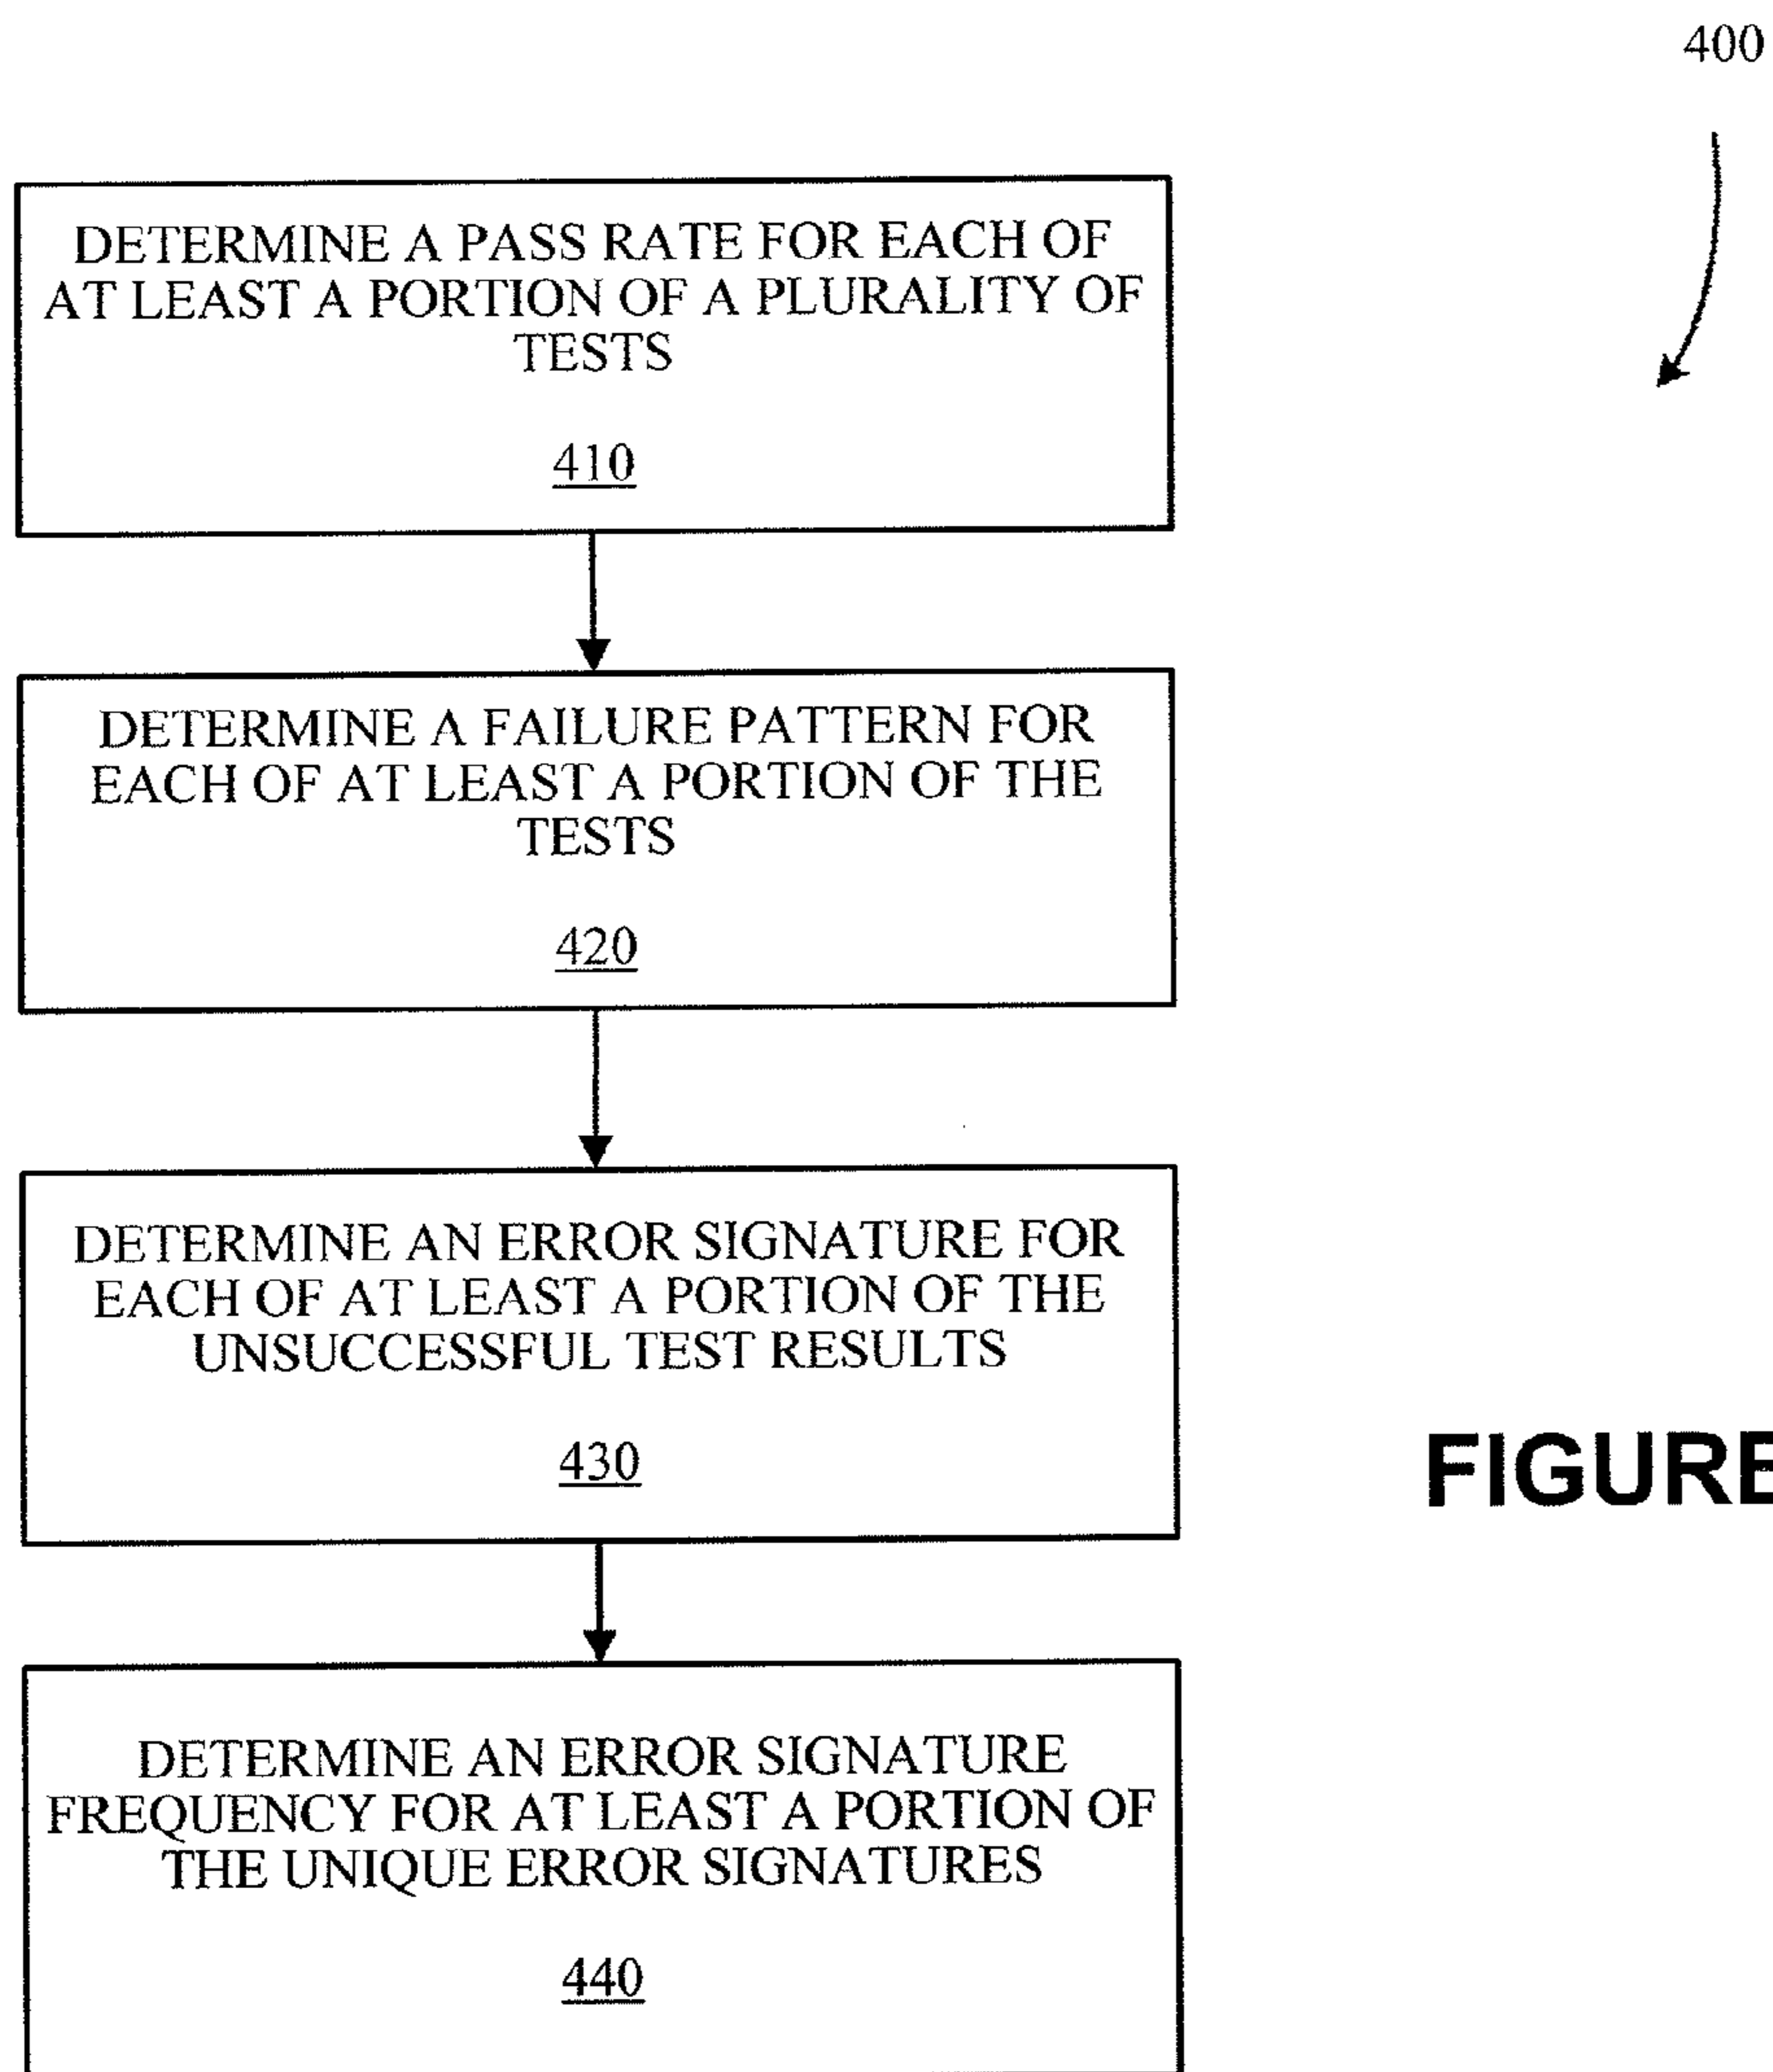 400
DETERMINE A PASS RATE FOR EACH OF
AT LEAST A PORTION OF A PLURALITY OF
TESTS
410
DETERMINE A FAILURE PATTERN FOR
EACH OF AT LEAST A PORTION OF THE
TESTS
420
DETERMINE AN ERROR SIGNATURE FOR
EACH OF AT LEAST A PORTION OF THE
UNSUCCESSFUL TEST RESULTS
430
FIGURE
DETERMINE AN ERROR SIGNATURE
FREQUENCY FOR AT LEAST A PORTION OF
THE UNIQUE ERROR SIGNATURES
440